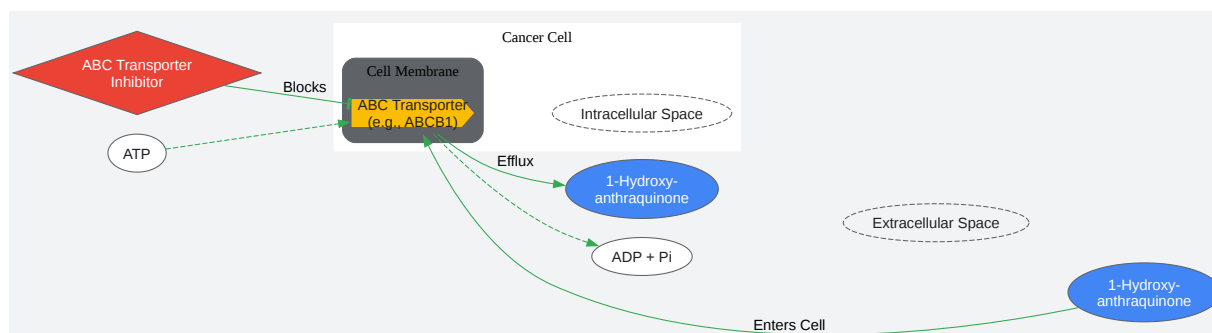 Cancer Cell
ABC Transporter
Inhibitor
Cell Membrane
Blocks
ABC Transporter
(e.g., ABCB1)
Intracellular Space
ATP
Efflux
1-Hydroxy-
anthraquinone
Extracellular Space
ADP + Pi
1-Hydroxy-
anthraquinone
Enters Cell